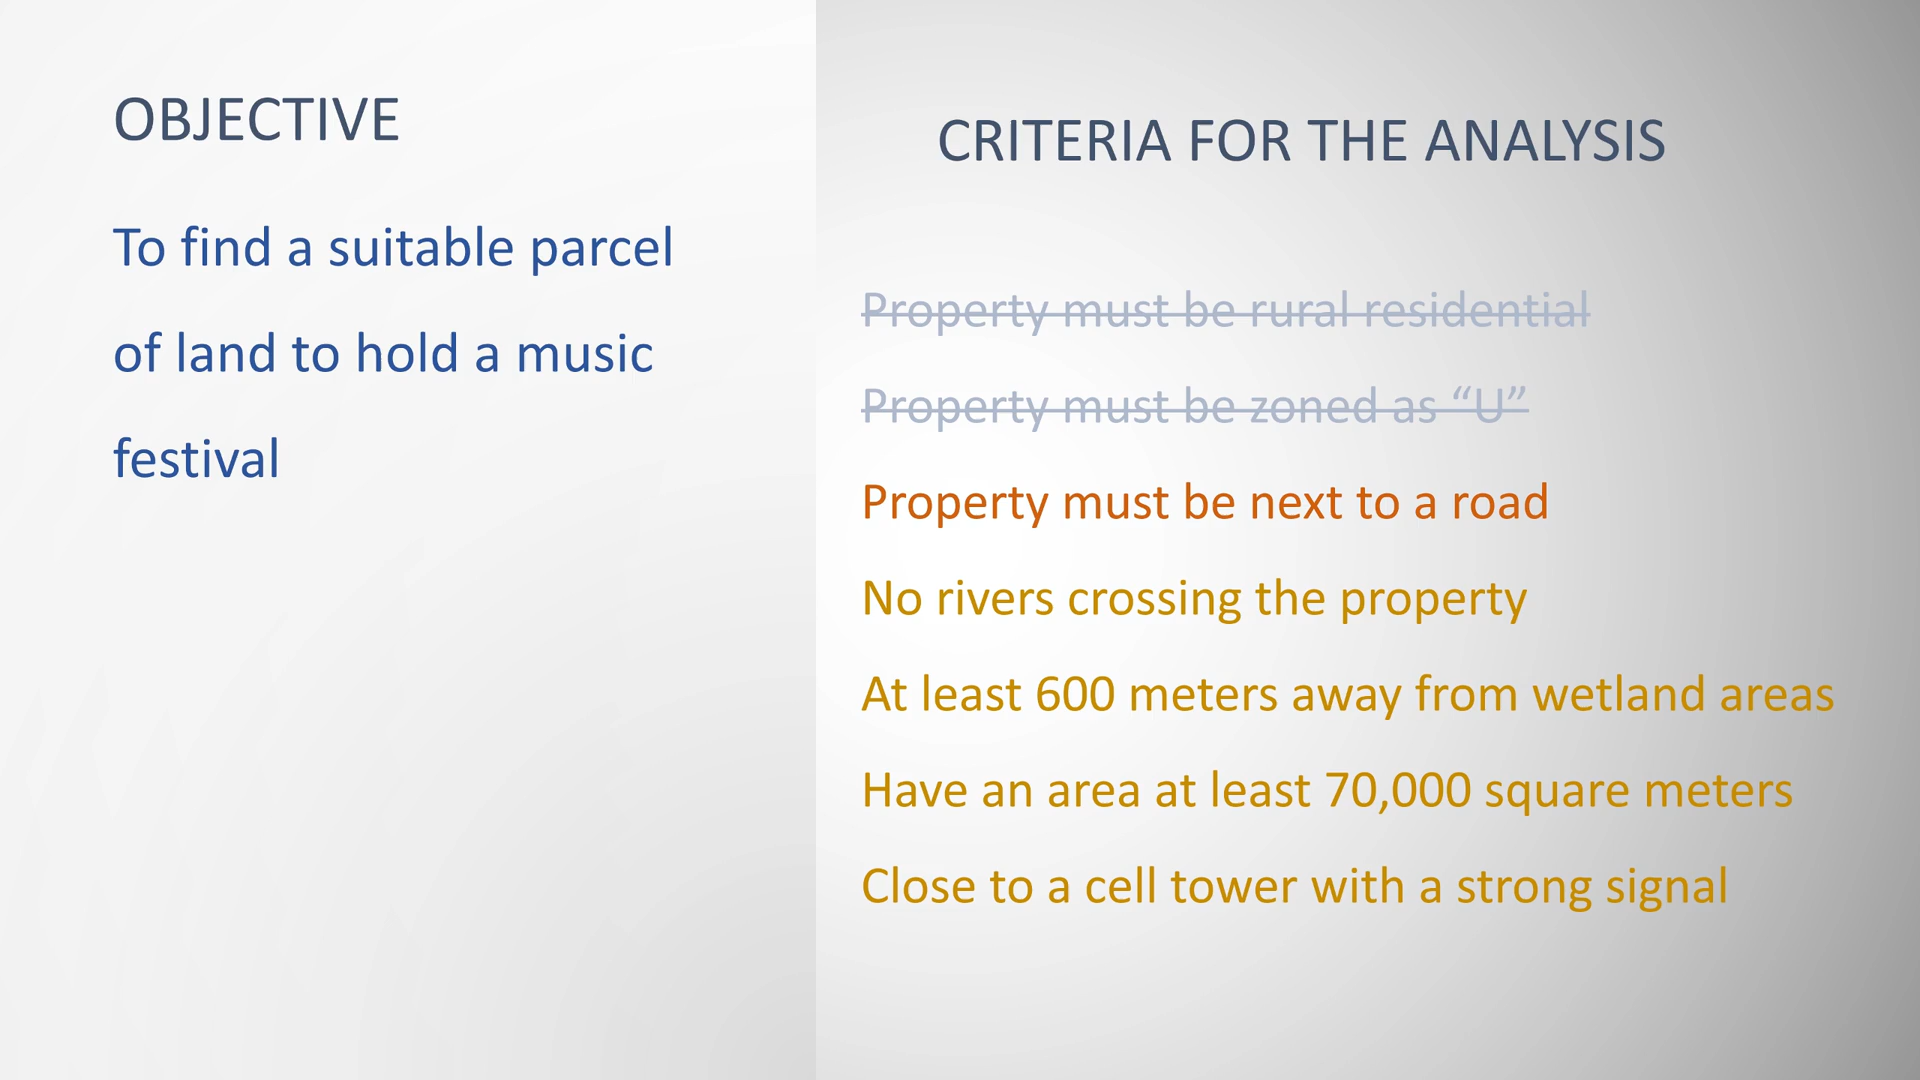 OBJECTIVE
To find a suitable parcel
of land to hold a music
festival
CRITERIA FOR THE ANALYSIS
Property must be rural residential
Property must be zoned as “U”
Property must be next to a road
No rivers crossing the property
At least 600 meters away from wetland areas
Have an area at least 70,000 square meters
Close to a cell tower with a strong signal